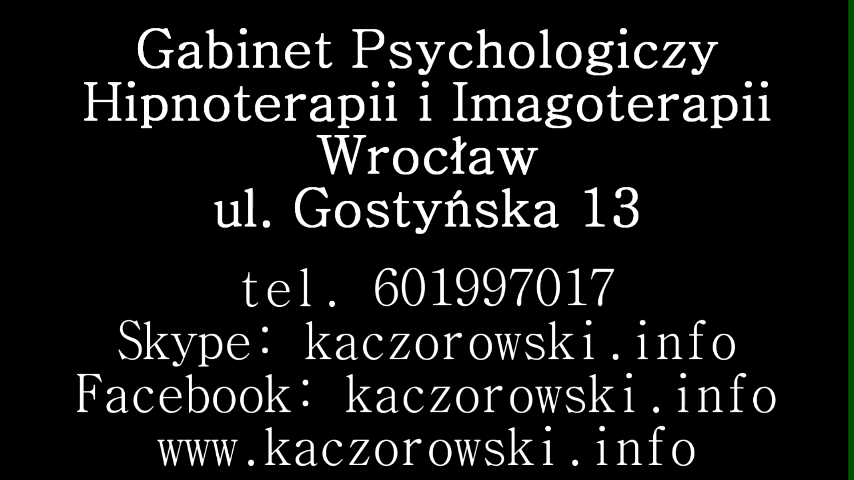 Gabinet Psychologiczy
Hipnoterapii i Imagoterapii
Wrocław
ul. Gostyńska 13
tel. 601997017
Skype: kaczorowski.info
Facebook: kaczorowski.info
www.kaczorowski.info